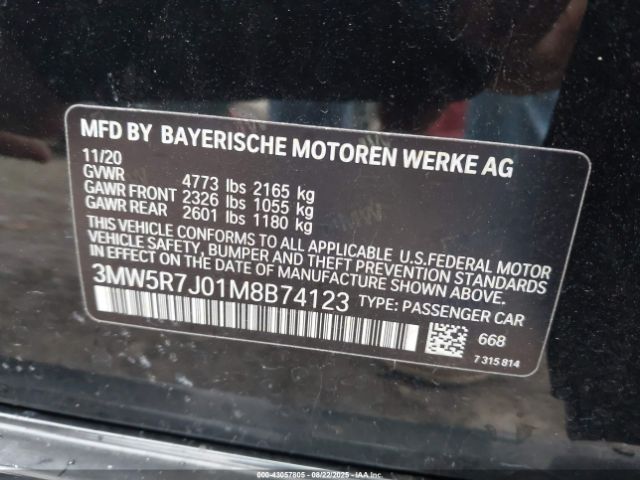 MFD BY BAYERISCHE MOTOREN WERKE AG
11/20
GVWR 4773 lbs 2165 kg
GAWR FRONT 2326 lbs 1055 kg
GAWR REAR 2601 lbs 1180 kg
THIS VEHICLE CONFORMS TO ALL APPLICABLE U.S.FEDERAL MOTOR
VEHICLE SAFETY, BUMPER AND THEFT PREVENTION STANDARDS
IN EFFECT ON THE DATE OF MANUFACTURE SHOWN ABOVE.
3MW5R7J01M8B74123 TYPE: PASSENGER CAR
668
7 315 814
000-43057805 - 08/22/2025 - IAAI.COM